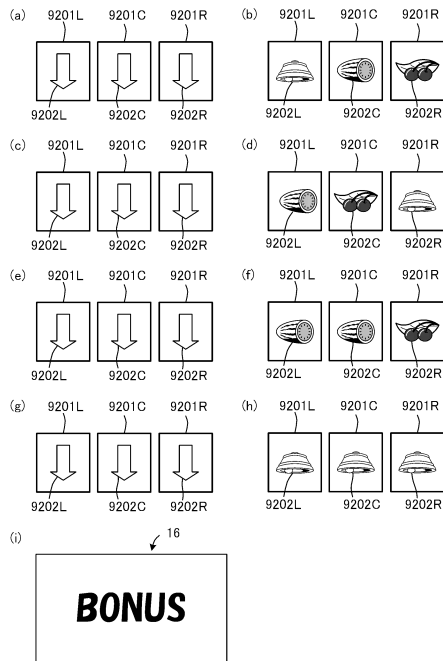 (a) 9201L 9201C 9201R
9202L 9202C 9202R
(b) 9201L 9201C 9201R
9202L 9202C 9202R
(c) 9201L 9201C 9201R
9202L 9202C 9202R
(d) 9201L 9201C 9201R
9202L 9202C 9202R
(e) 9201L 9201C 9201R
9202L 9202C 9202R
(f) 9201L 9201C 9201R
9202L 9202C 9202R
(g) 9201L 9201C 9201R
9202L 9202C 9202R
(h) 9201L 9201C 9201R
9202L 9202C 9202R
(i) 16
BONUS